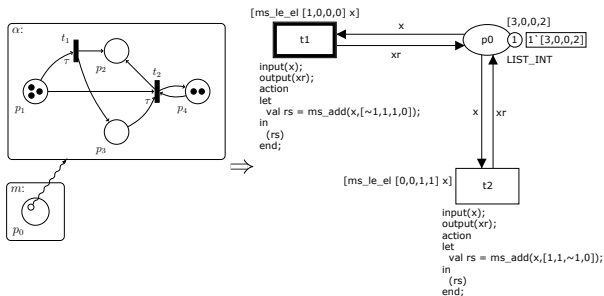 α:
t₁
τ
p₂
t₂
τ
p₁
p₄
p₃
m:
p₀
⇒
[ms_le_el [1,0,0,0] x]
t1
input(x);
output(xr);
action
let
val rs = ms_add(x,[~1,1,1,0]);
in
(rs)
end;
x
xr
p0
[3,0,0,2]
1
1`[3,0,0,2]
LIST_INT
x
xr
[ms_le_el [0,0,1,1] x]
t2
input(x);
output(xr);
action
let
val rs = ms_add(x,[1,1,~1,0]);
in
(rs)
end;